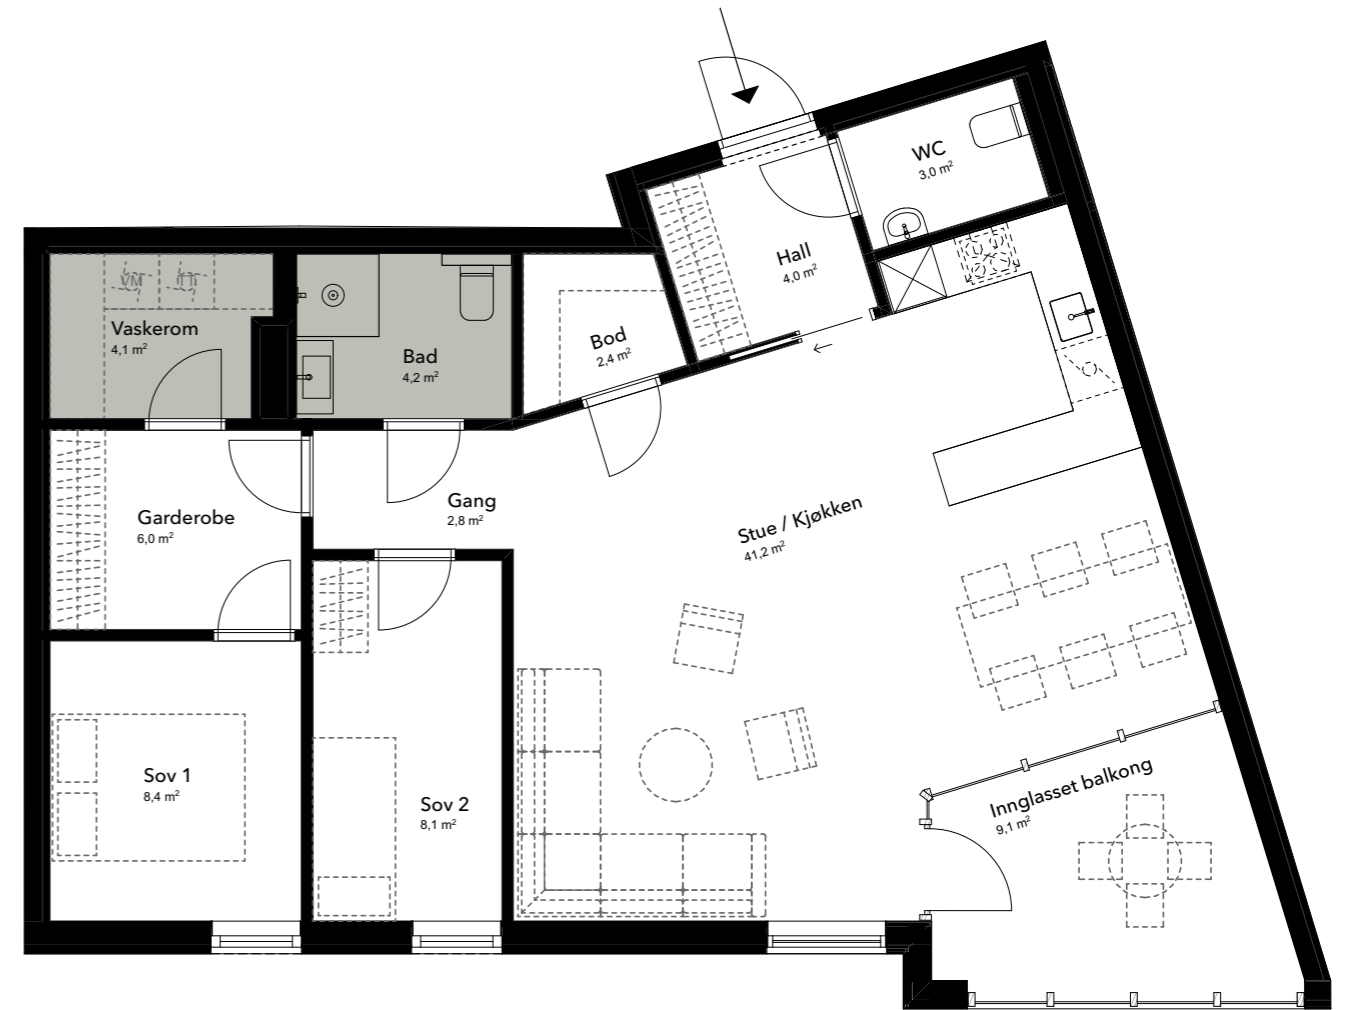 WC
3,0 m²
Hall
4,0 m²
VM
TT
Vaskerom
4,1 m²
Bad
4,2 m²
Bod
2,4 m²
Garderobe
6,0 m²
Gang
2,8 m²
Stue / Kjøkken
41,2 m²
Sov 1
8,4 m²
Sov 2
8,1 m²
Innglasset balkong
9,1 m²